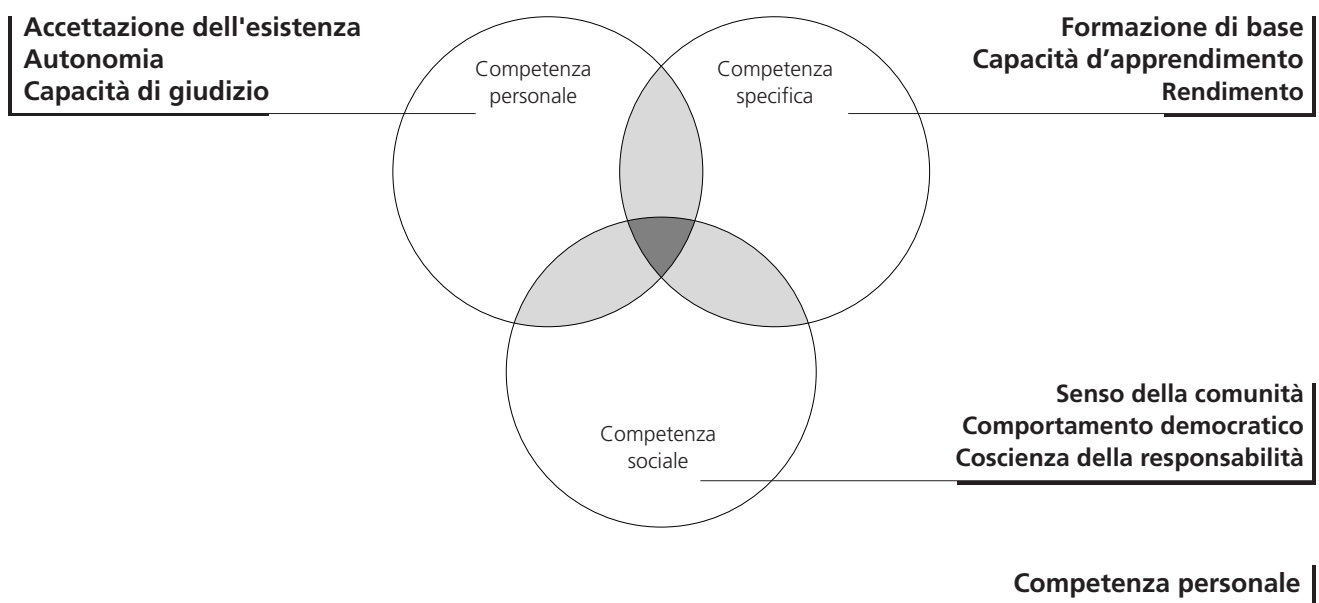 Accettazione dell'esistenza
Autonomia
Capacità di giudizio
Competenza
personale
Competenza
specifica
Formazione di base
Capacità d’apprendimento
Rendimento
Competenza
sociale
Senso della comunità
Comportamento democratico
Coscienza della responsabilità
Competenza personale